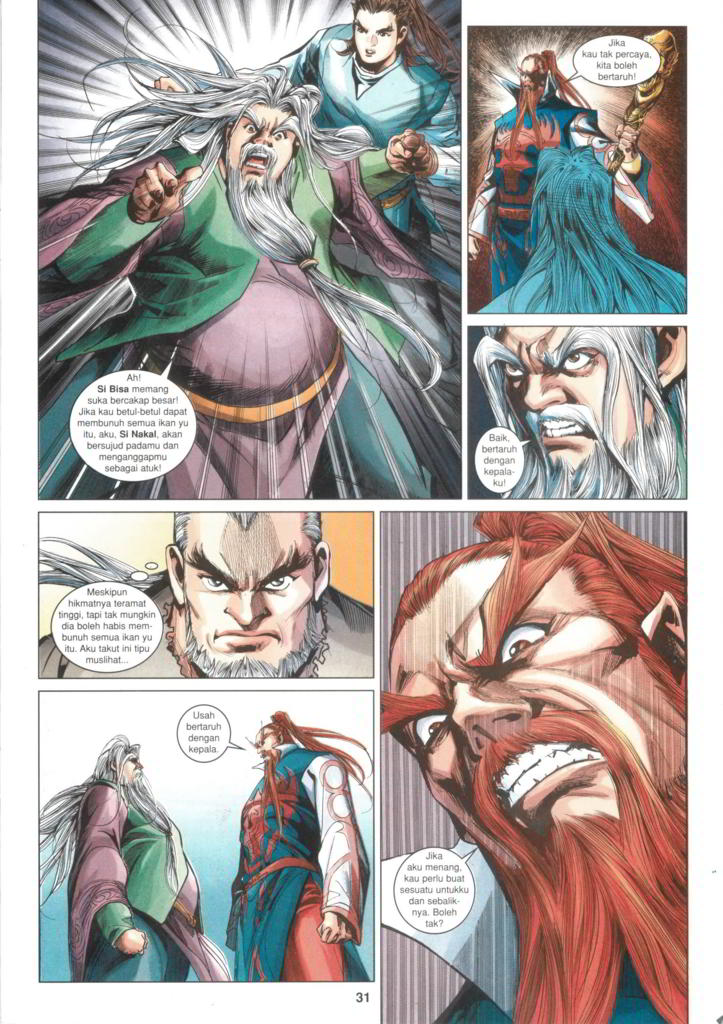 Ah!
Si Bisa memang
suka bercakap besar!
Jika kau betul-betul dapat
membunuh semua ikan yu
itu, aku, Si Nakal, akan
bersujud padamu dan
menganggapmu
sebagai atuk!
Jika
kau tak percaya,
kita boleh
bertaruh!
Baik,
bertaruh
dengan
kepala-
ku!
Meskipun
hikmatnya teramat
tinggi, tapi tak mungkin
dia boleh habis mem-
bunuh semua ikan yu
itu. Aku takut ini tipu
muslihat...
Usah
bertaruh
dengan
kepala.
Jika
aku menang,
kau perlu buat
sesuatu untukku
dan sebalik-
nya. Boleh
tak?
31